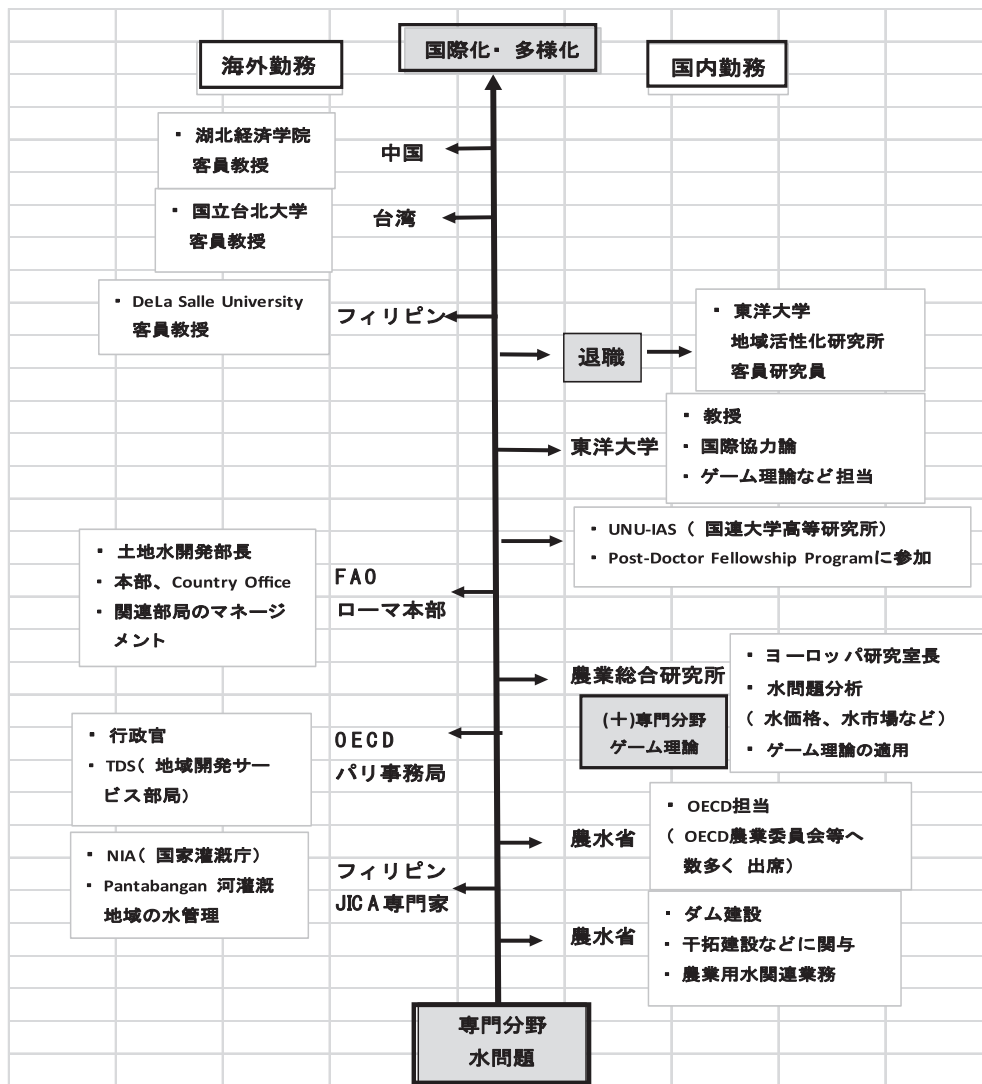 国際化・多様化
海外勤務
国内勤務
・ 湖北経済学院
客員教授
中国
・ 国立台北大学
客員教授
台湾
・ DeLa Salle University
客員教授
フィリピン
退職
・ 東洋大学
地域活性化研究所
客員研究員
東洋大学
・ 教授
・ 国際協力論
・ ゲーム理論など担当
・ UNU-IAS（ 国連大学高等研究所）
・ Post-Doctor Fellowship Programに参加
・ 土地水開発部長
・ 本部、Country Office
・ 関連部局のマネージ
メント
FAO
ローマ本部
農業総合研究所
(十)専門分野
ゲーム理論
・ ヨーロッパ研究室長
・ 水問題分析
（ 水価格、水市場など）
・ ゲーム理論の適用
・ 行政官
・ TDS（ 地域開発サー
ビス部局）
OECD
パリ事務局
農水省
・ OECD担当
（ OECD農業委員会等へ
数多く 出席）
・ NIA（ 国家灌漑庁）
・ Pantabangan 河灌漑
地域の水管理
フィリピン
JICA専門家
農水省
・ ダム建設
・ 干拓建設などに関与
・ 農業用水関連業務
専門分野
水問題